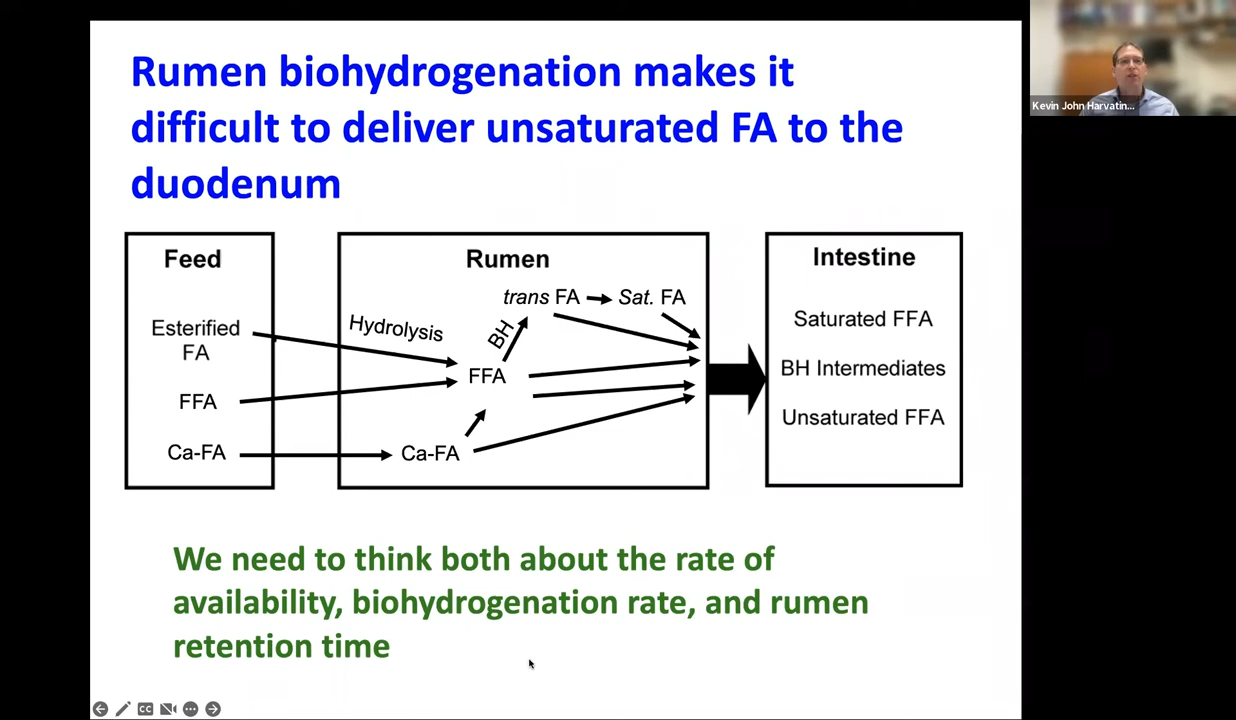 Rumen biohydrogenation makes it
difficult to deliver unsaturated FA to the
duodenum
Kevin John Harvatin...
Feed
Esterified
FA
FFA
Ca-FA
Hydrolysis
Rumen
trans FA
Sat. FA
BH
FFA
Ca-FA
Intestine
Saturated FFA
BH Intermediates
Unsaturated FFA
We need to think both about the rate of
availability, biohydrogenation rate, and rumen
retention time
CC